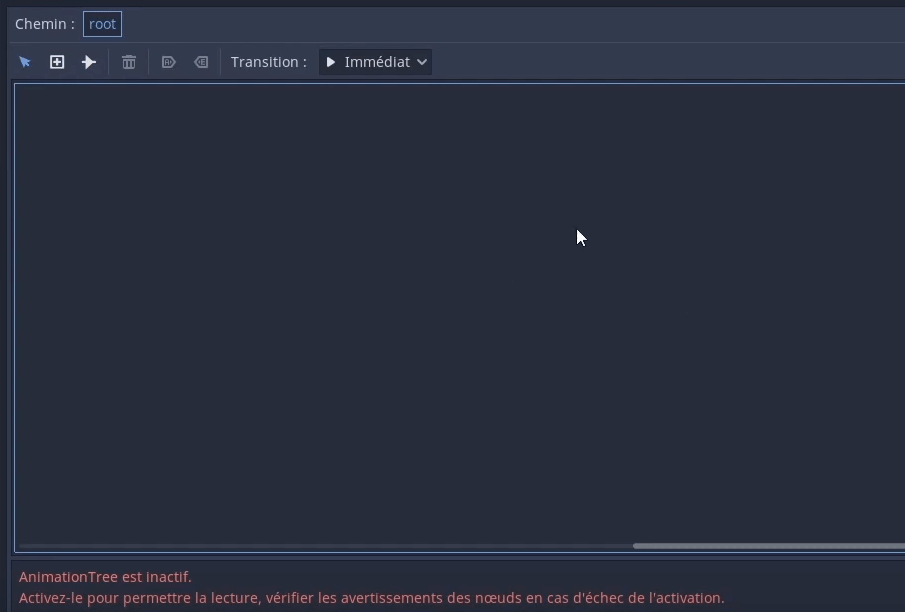 Chemin : root
Transition : Immédiat
AnimationTree est inactif.
Activez-le pour permettre la lecture, vérifier les avertissements des nœuds en cas d'échec de l'activation.